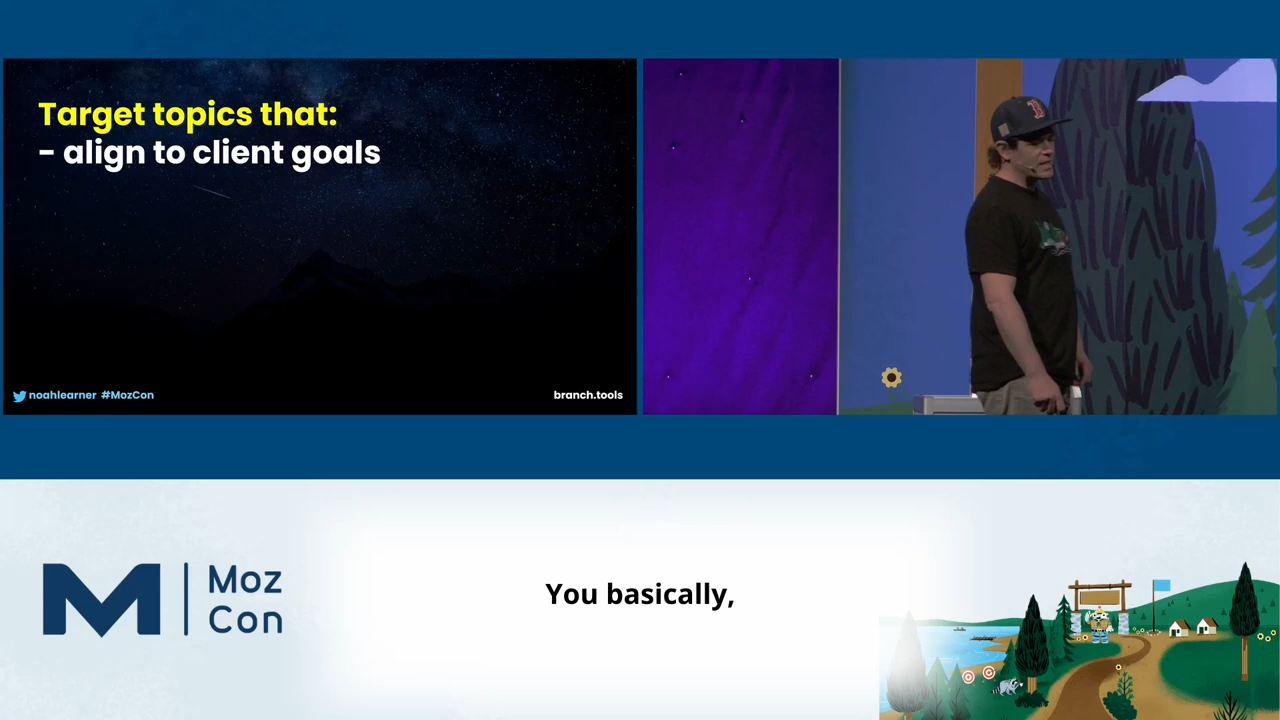 Target topics that:
- align to client goals
noahlearner #MozCon
branch.tools
B
M
Moz
Con
You basically,